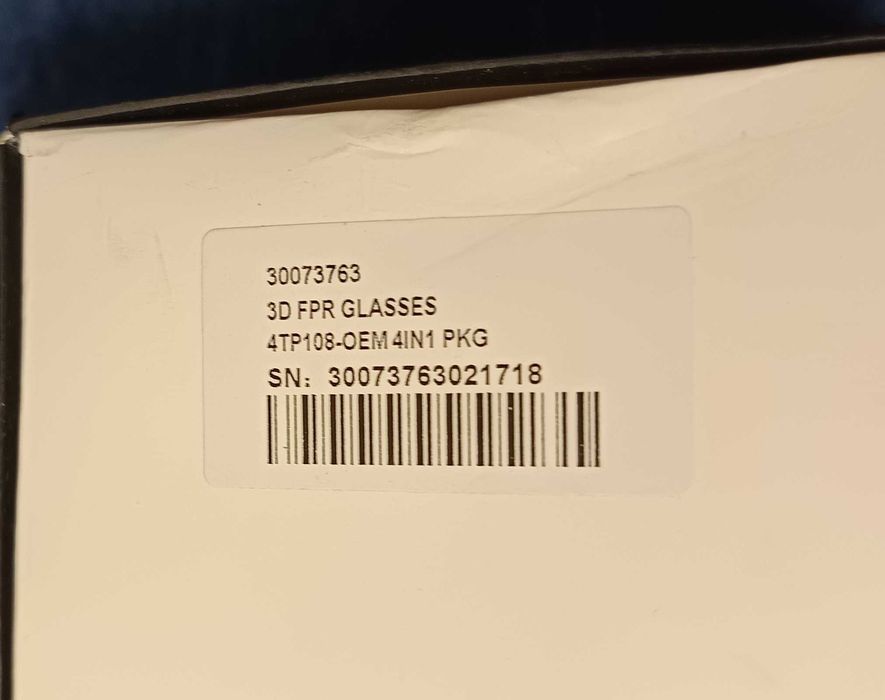 30073763
3D FPR GLASSES
4TP108-OEM 4IN1 PKG
SN: 30073763021718